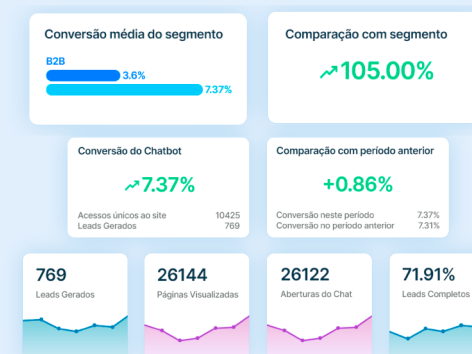 Conversão média do segmento
B2B
3.6%
7.37%
Comparação com segmento
105.00%
Conversão do Chatbot
7.37%
Acessos únicos ao site 10425
Leads Gerados 769
Comparação com período anterior
+0.86%
Conversão neste período 7.37%
Conversão no período anterior 7.31%
769
Leads Gerados
26144
Páginas Visualizadas
26122
Aberturas do Chat
71.91%
Leads Completos